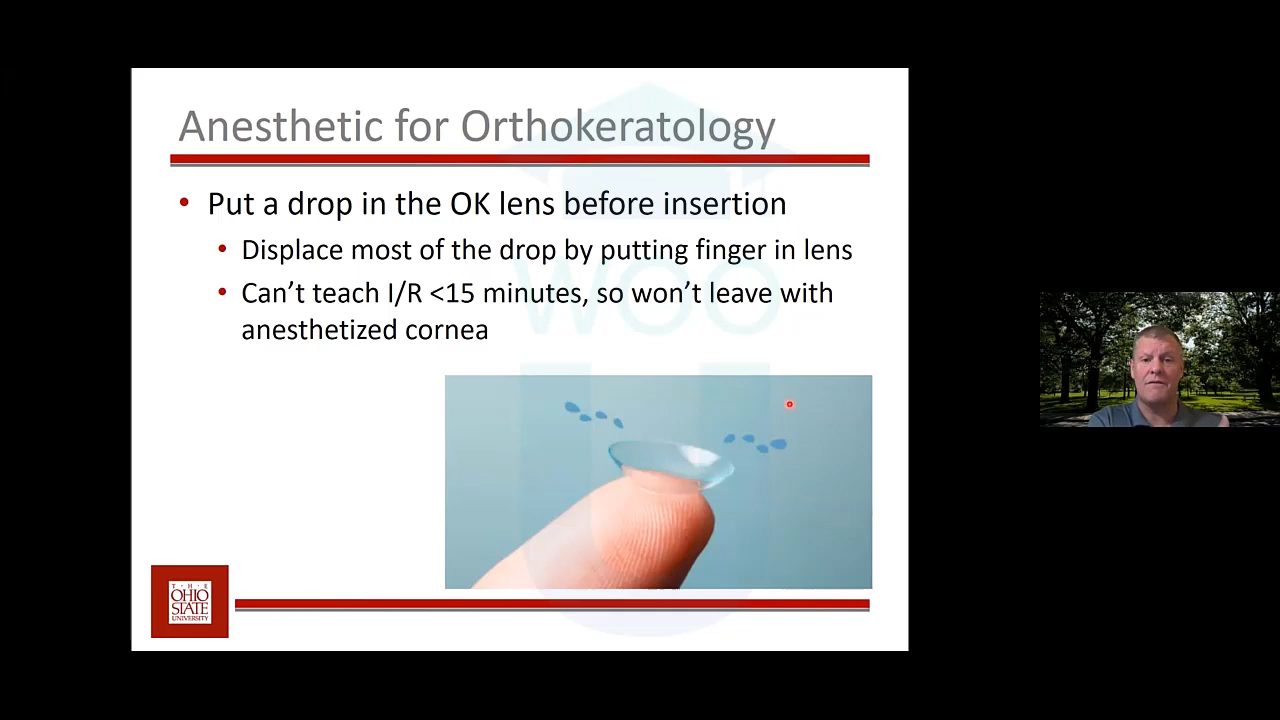 Anesthetic for Orthokeratology
• Put a drop in the OK lens before insertion
• Displace most of the drop by putting finger in lens
• Can't teach I/R <15 minutes, so won't leave with
anesthetized cornea
WOO
U
T · H · E
OHIO
STATE
UNIVERSITY